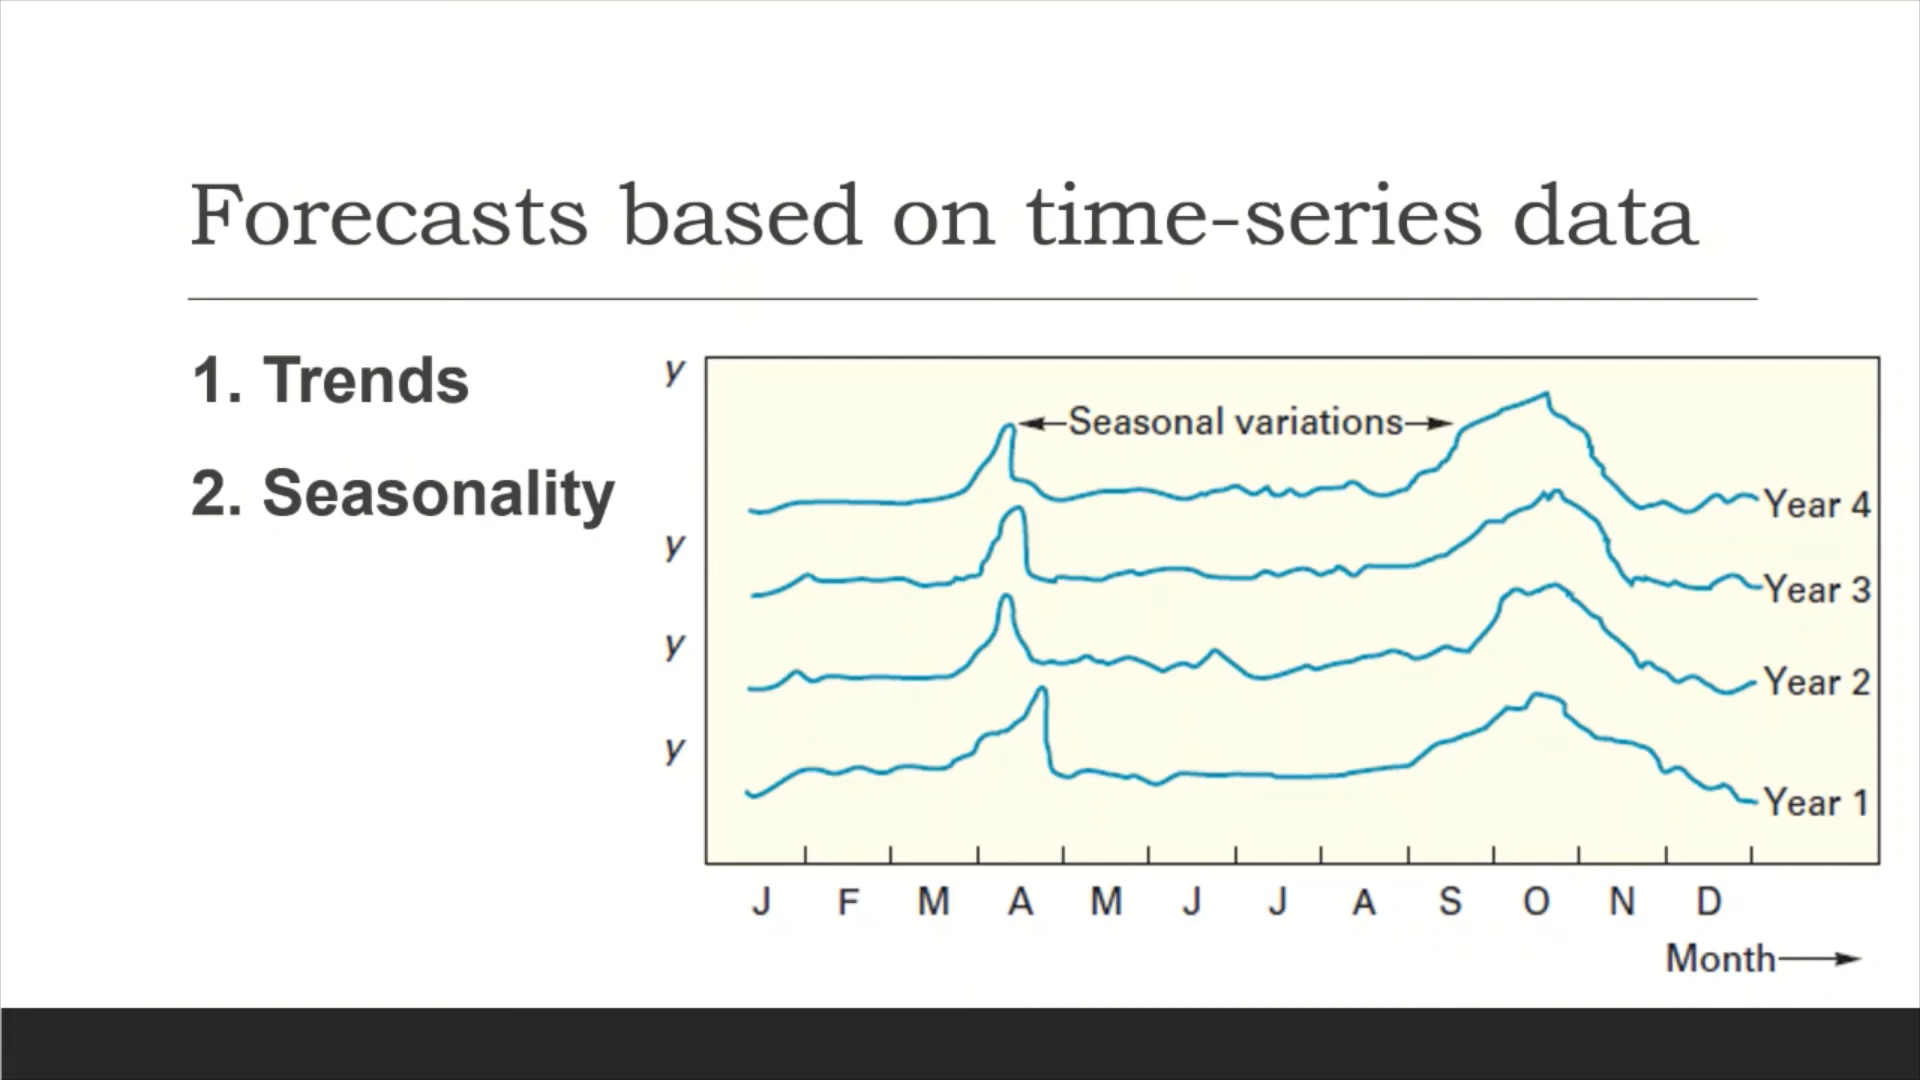 Forecasts based on time-series data
1. Trends
2. Seasonality
y
Seasonal variations
Year 4
y
Year 3
y
Year 2
y
Year 1
J F M A M J J A S O N D
Month